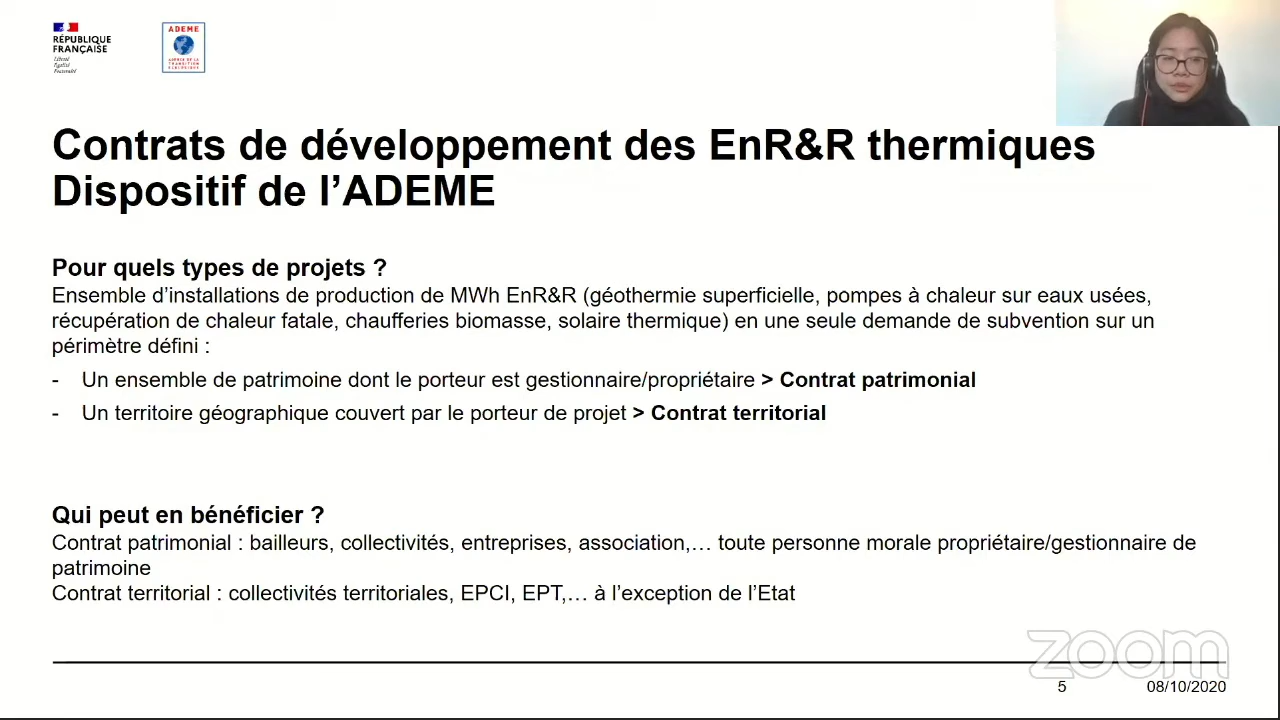 RÉPUBLIQUE
FRANÇAISE
Liberté
Égalité
Fraternité
ADEME
AGENCE DE LA
TRANSITION
ÉCOLOGIQUE
Contrats de développement des EnR&R thermiques
Dispositif de l’ADEME
Pour quels types de projets ?
Ensemble d’installations de production de MWh EnR&R (géothermie superficielle, pompes à chaleur sur eaux usées,
récupération de chaleur fatale, chaufferies biomasse, solaire thermique) en une seule demande de subvention sur un
périmètre défini :
- Un ensemble de patrimoine dont le porteur est gestionnaire/propriétaire > Contrat patrimonial
- Un territoire géographique couvert par le porteur de projet > Contrat territorial
Qui peut en bénéficier ?
Contrat patrimonial : bailleurs, collectivités, entreprises, association,… toute personne morale propriétaire/gestionnaire de
patrimoine
Contrat territorial : collectivités territoriales, EPCI, EPT,… à l’exception de l’Etat
zoom
5 08/10/2020